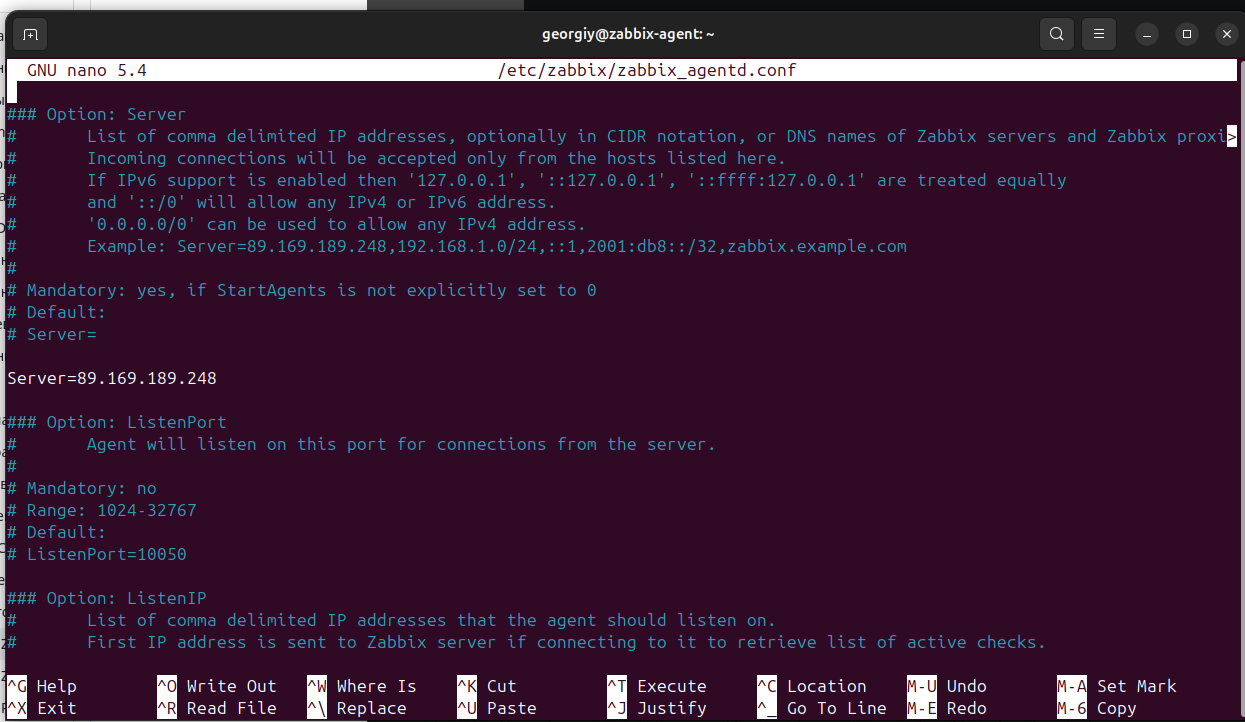 georgiy@zabbix-agent: ~
GNU nano 5.4 /etc/zabbix/zabbix_agentd.conf
### Option: Server
# List of comma delimited IP addresses, optionally in CIDR notation, or DNS names of Zabbix servers and Zabbix proxi>
# Incoming connections will be accepted only from the hosts listed here.
# If IPv6 support is enabled then '127.0.0.1', '::127.0.0.1', '::ffff:127.0.0.1' are treated equally
# and '::/0' will allow any IPv4 or IPv6 address.
# '0.0.0.0/0' can be used to allow any IPv4 address.
# Example: Server=89.169.189.248,192.168.1.0/24,::1,2001:db8::/32,zabbix.example.com
#
# Mandatory: yes, if StartAgents is not explicitly set to 0
# Default:
# Server=
Server=89.169.189.248
### Option: ListenPort
# Agent will listen on this port for connections from the server.
#
# Mandatory: no
# Range: 1024-32767
# Default:
# ListenPort=10050
### Option: ListenIP
# List of comma delimited IP addresses that the agent should listen on.
# First IP address is sent to Zabbix server if connecting to it to retrieve list of active checks.
^G Help ^O Write Out ^W Where Is ^K Cut ^T Execute ^C Location M-U Undo M-A Set Mark
^X Exit ^R Read File ^\ Replace ^U Paste ^J Justify ^_ Go To Line M-E Redo M-6 Copy